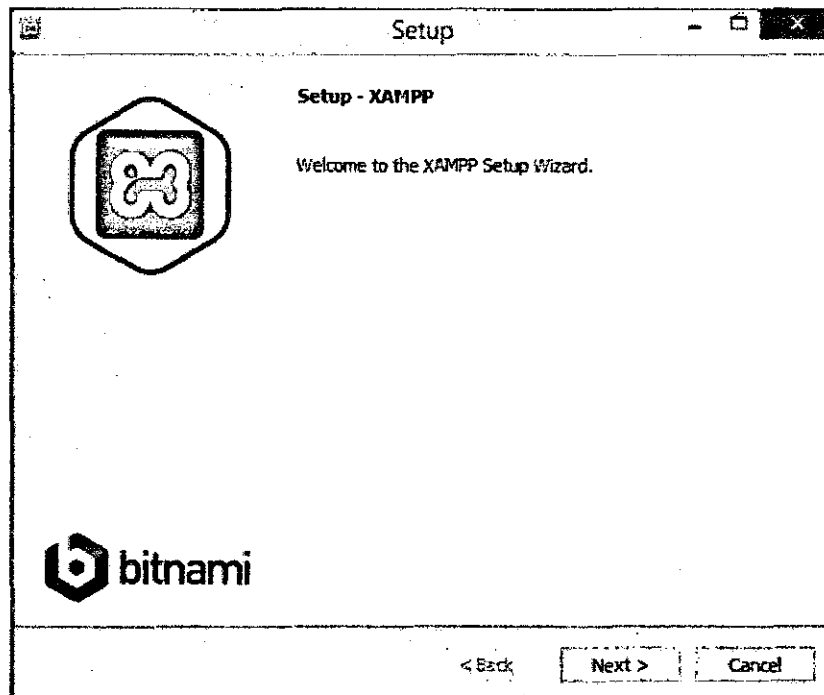 Setup
Setup - XAMPP
Welcome to the XAMPP Setup Wizard.
bitnami
< Back
Next >
Cancel